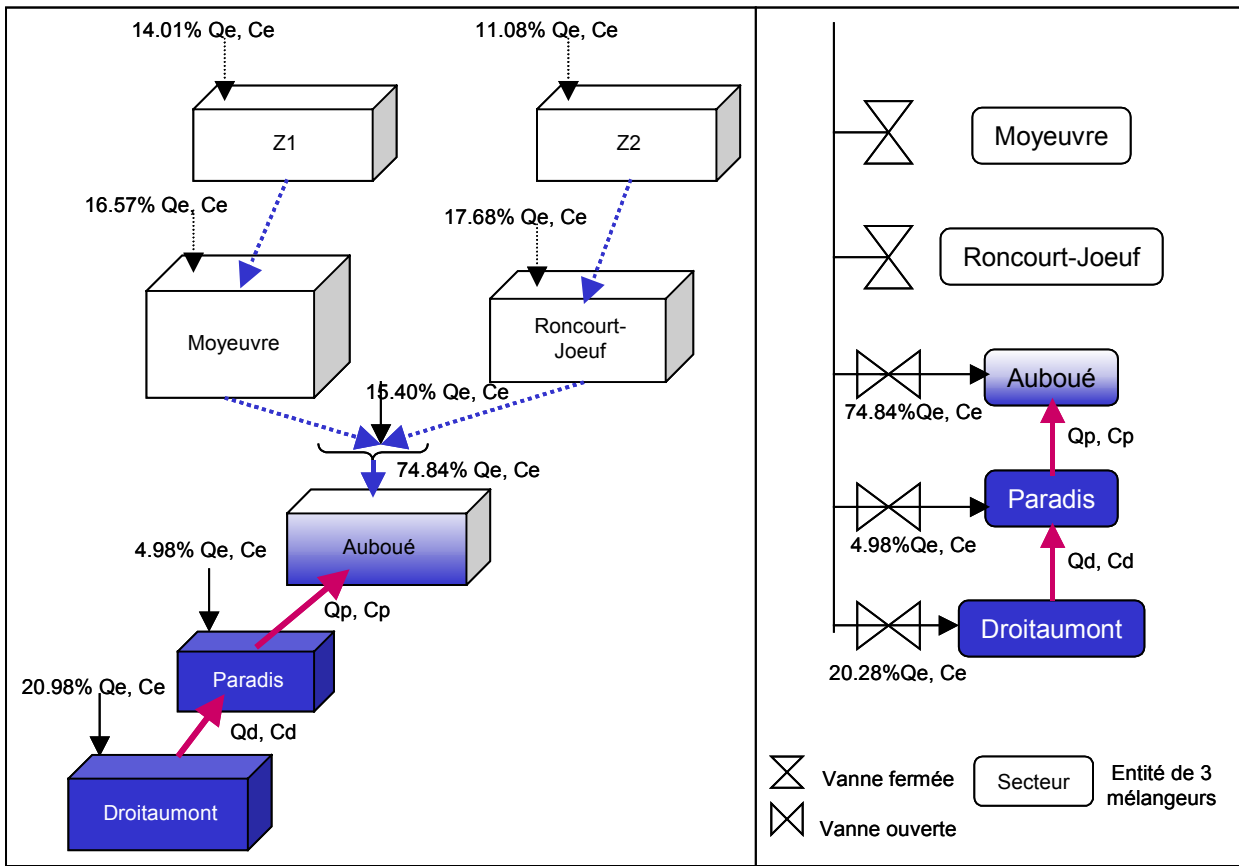 14.01% Qe, Ce
11.08% Qe, Ce
Z1
Z2
16.57% Qe, Ce
17.68% Qe, Ce
Moyeuvre
Roncourt-
Joeuf
15.40% Qe, Ce
74.84% Qe, Ce
Auboué
4.98% Qe, Ce
Qp, Cp
Paradis
20.98% Qe, Ce
Qd, Cd
Droitaumont
Moyeuvre
Roncourt-Joeuf
Auboué
74.84%Qe, Ce
Qp, Cp
Paradis
4.98%Qe, Ce
Qd, Cd
Droitaumont
20.28%Qe, Ce
Vanne fermée
Secteur
Entité de 3
mélangeurs
Vanne ouverte